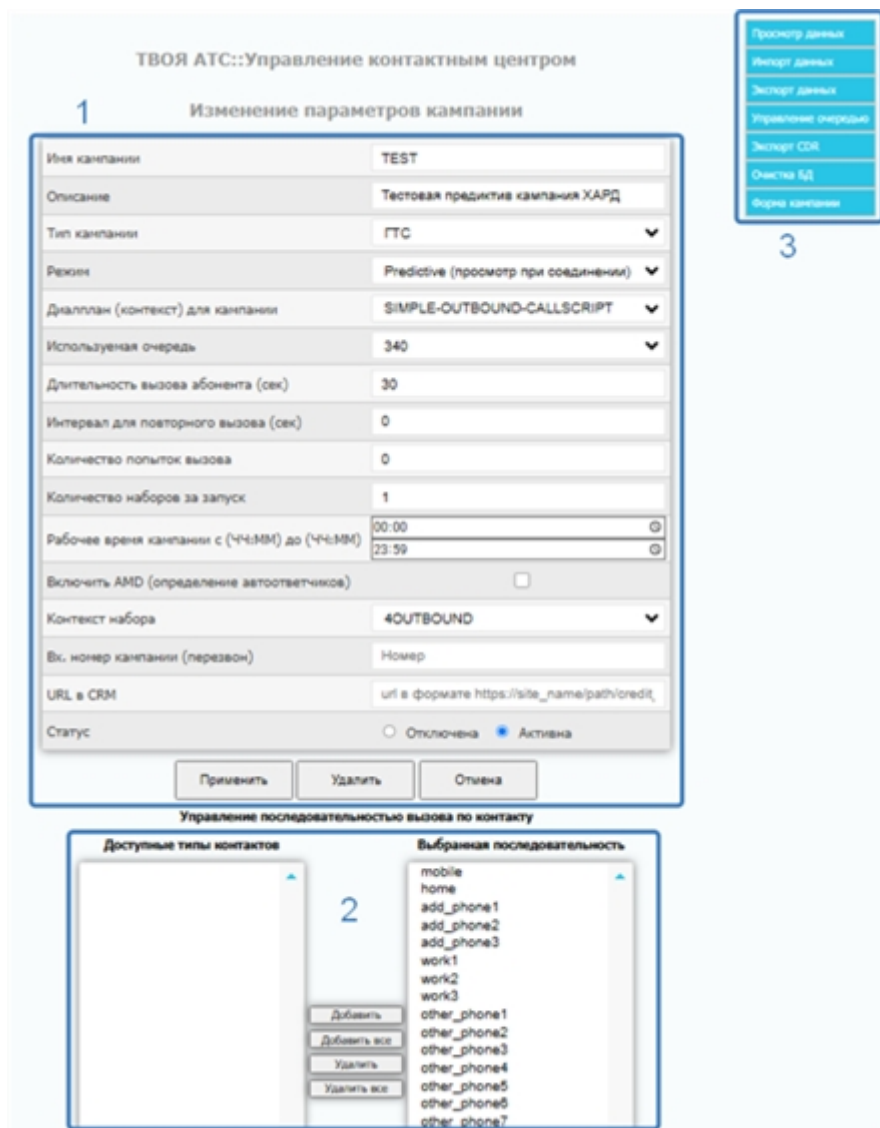 ТВОЯ АТС::Управление контактным центром
Изменение параметров кампании
1
Имя кампании TEST
Описание Тестовая предиктив кампания ХАРД
Тип кампании ГТС
Режим Predictive (просмотр при соединении)
Диалплан (контекст) для кампании SIMPLE-OUTBOUND-CALLSCRIPT
Используемая очередь 340
Длительность вызова абонента (сек) 30
Интервал для повторного вызова (сек) 0
Количество попыток вызова 0
Количество наборов за запуск 1
Рабочее время кампании с (ЧЧ:ММ) до (ЧЧ:ММ) 00:00
23:59
Включить AMD (определение автоответчиков)
Контекст набора 4OUTBOUND
Вх. номер кампании (перезвон) Номер
URL в CRM url в формате https://site_name/path/credit_
Статус Отключена Активна
Применить Удалить Отмена
Управление последовательностью вызова по контакту
Доступные типы контактов Выбранная последовательность
2
mobile
home
add_phone1
add_phone2
add_phone3
work1
work2
work3
other_phone1
other_phone2
other_phone3
other_phone4
other_phone5
other_phone6
other_phone7
Добавить
Добавить все
Удалить
Удалить все
Просмотр данных
Импорт данных
Экспорт данных
Управление очередью
Экспорт CDR
Очистка БД
Форма кампании
3